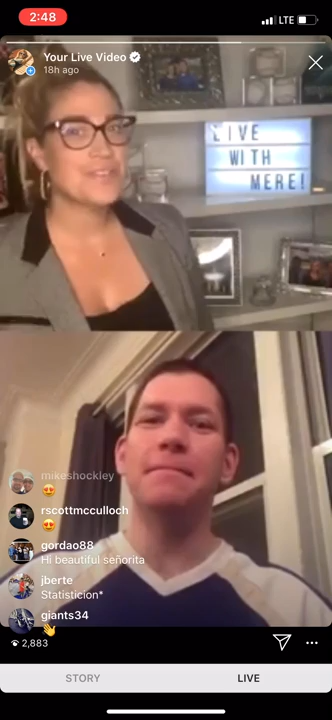 2:48
LTE
Your Live Video
18h ago
LIVE
WITH
MERE!
mikeshockley
😍
rscottmcculloch
😍
gordao88
Hi beautiful señorita
jberte
Statisticion*
giants34
👋
2,883
STORY
LIVE